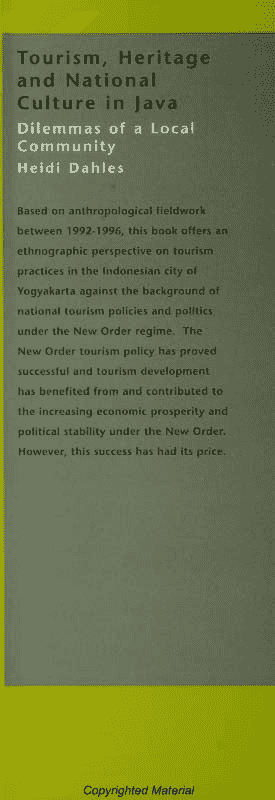 Tourism, Heritage
and National
Culture in Java
Dilemmas of a Local
Community
Heidi Dahles
Based on anthropological fieldwork
between 1992-1996, this book offers an
ethnographic perspective on tourism
practices in the Indonesian city of
Yogyakarta against the background of
national tourism policies and politics
under the New Order regime. The
New Order tourism policy has proved
successful and tourism development
has benefited from and contributed to
the increasing economic prosperity and
political stability under the New Order.
However, this success has had its price.
Copyrighted Material